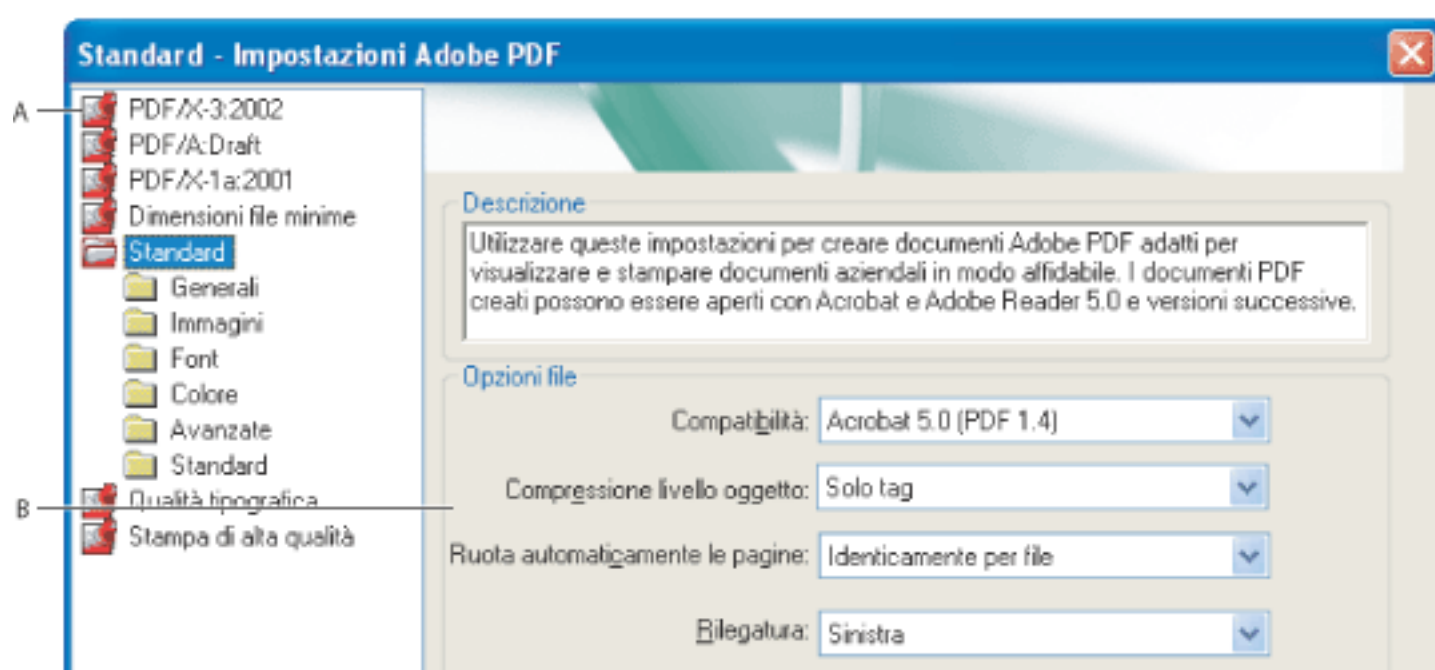 Standard - Impostazioni Adobe PDF
A
PDF/X-3:2002
PDF/A:Draft
PDF/X-1a:2001
Dimensioni file minime
Standard
Generali
Immagini
Font
Colore
Avanzate
Standard
B
Qualità tipografica
Stampa di alta qualità
Descrizione
Utilizzare queste impostazioni per creare documenti Adobe PDF adatti per
visualizzare e stampare documenti aziendali in modo affidabile. I documenti PDF
creati possono essere aperti con Acrobat e Adobe Reader 5.0 e versioni successive.
Opzioni file
Compatibilità: Acrobat 5.0 (PDF 1.4)
Compressione livello oggetto: Solo tag
Ruota automaticamente le pagine: Identicamente per file
Rilegatura: Sinistra